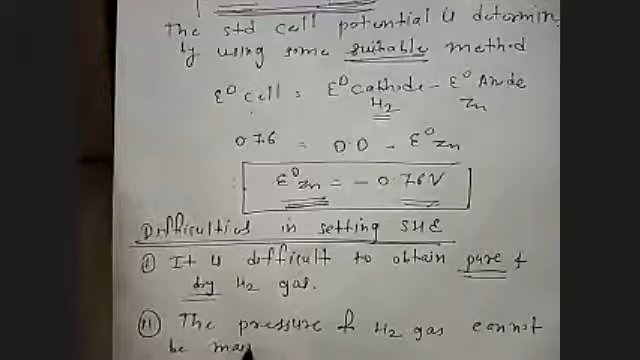 The std cell potential is determin
by using some suitable method
E⁰ cell = E⁰ Cathode - E⁰ Anode
H₂ Zn
0.76 = 0.0 - E⁰ Zn
E⁰ Zn = - 0.76 V
Difficulties in setting SHE
(i) It is difficult to obtain pure &
dry H₂ gas.
(ii) The pressure of H₂ gas cannot
be